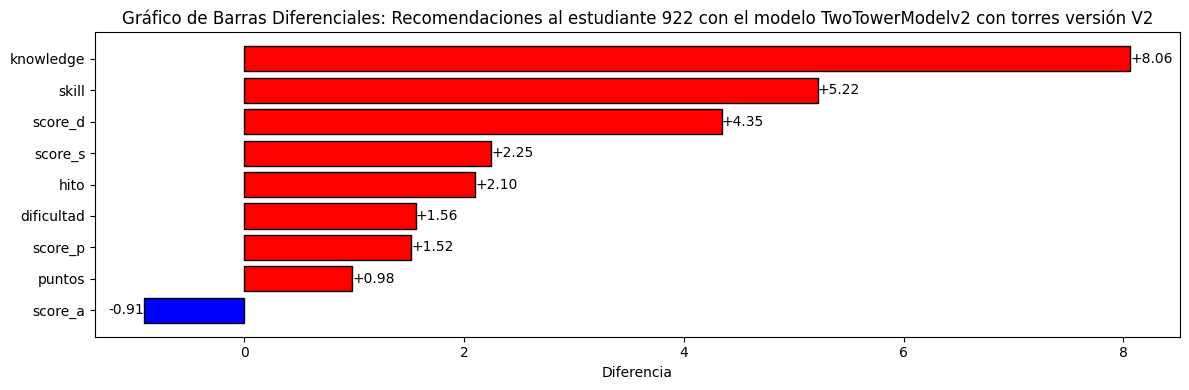 Gráfico de Barras Diferenciales: Recomendaciones al estudiante 922 con el modelo TwoTowerModelv2 con torres versión V2
knowledge +8.06
skill +5.22
score_d +4.35
score_s +2.25
hito +2.10
dificultad +1.56
score_p +1.52
puntos +0.98
score_a -0.91
0 2 4 6 8
Diferencia